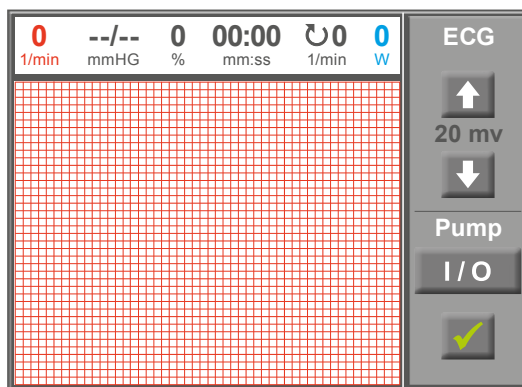 0 --/-- 0 00:00 ↻0 0
1/min mmHG % mm:ss 1/min W
ECG
20 mv
Pump
I / O